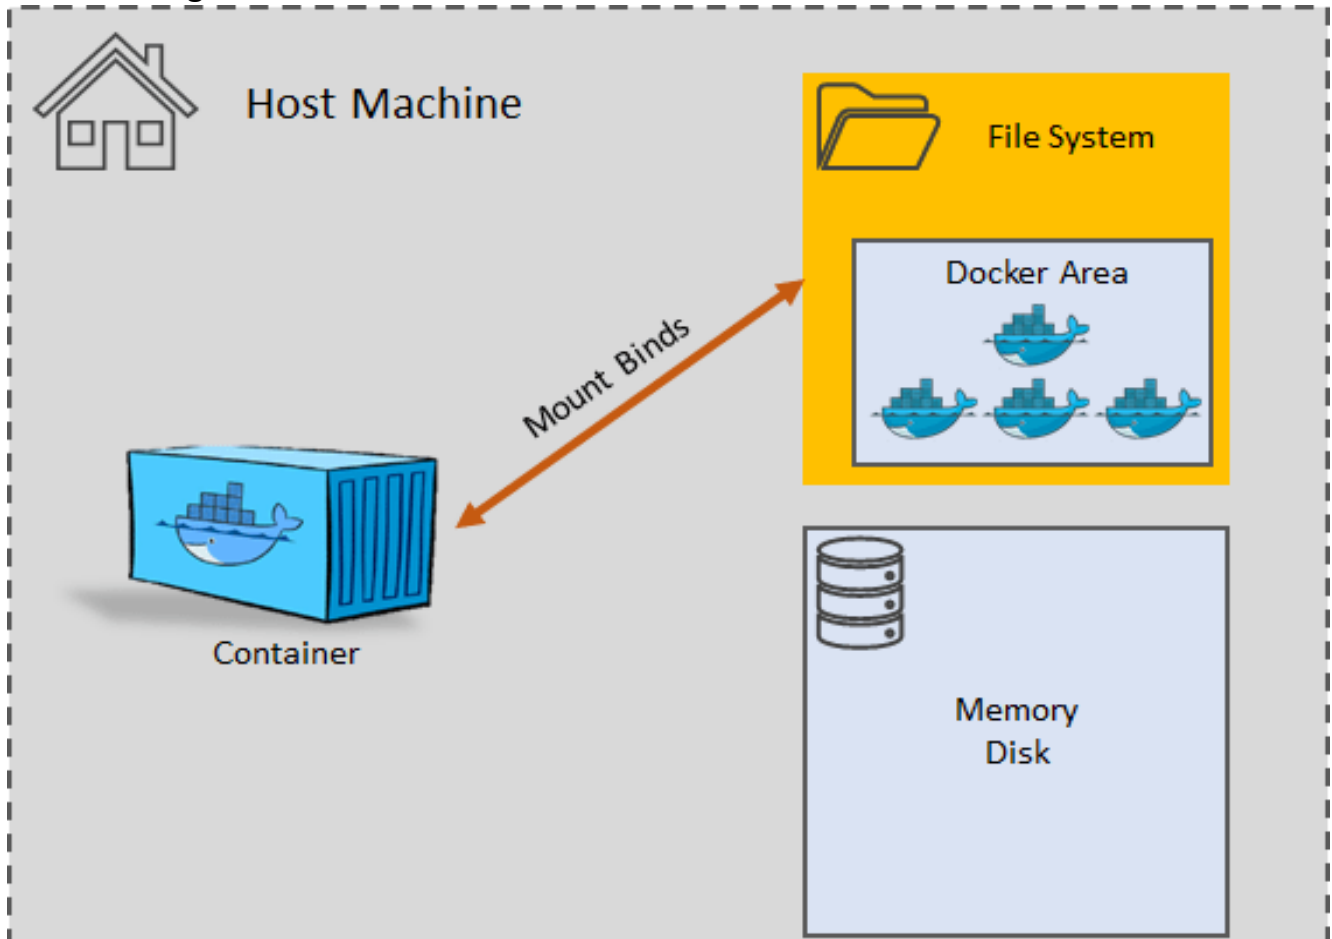 Host Machine
File System
Docker Area
Mount Binds
Container
Memory
Disk